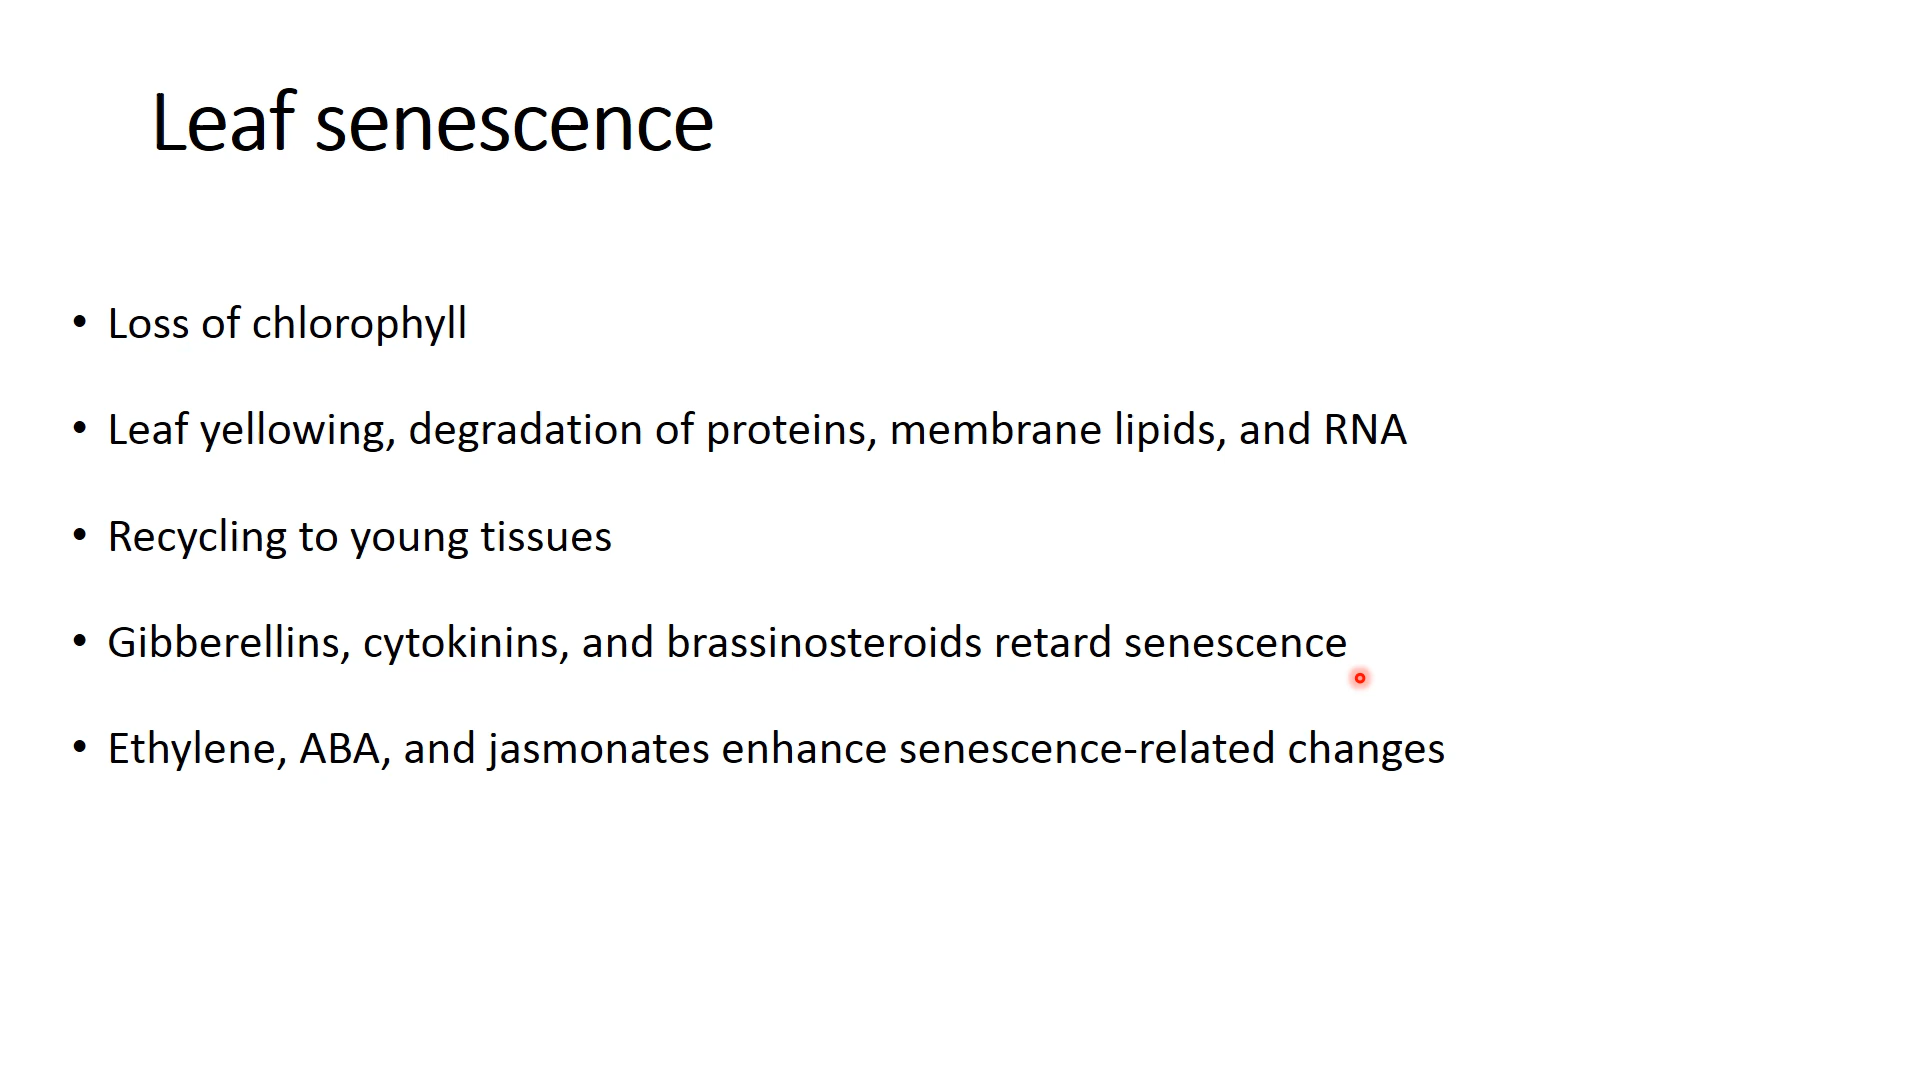 Leaf senescence
• Loss of chlorophyll
• Leaf yellowing, degradation of proteins, membrane lipids, and RNA
• Recycling to young tissues
• Gibberellins, cytokinins, and brassinosteroids retard senescence
• Ethylene, ABA, and jasmonates enhance senescence-related changes